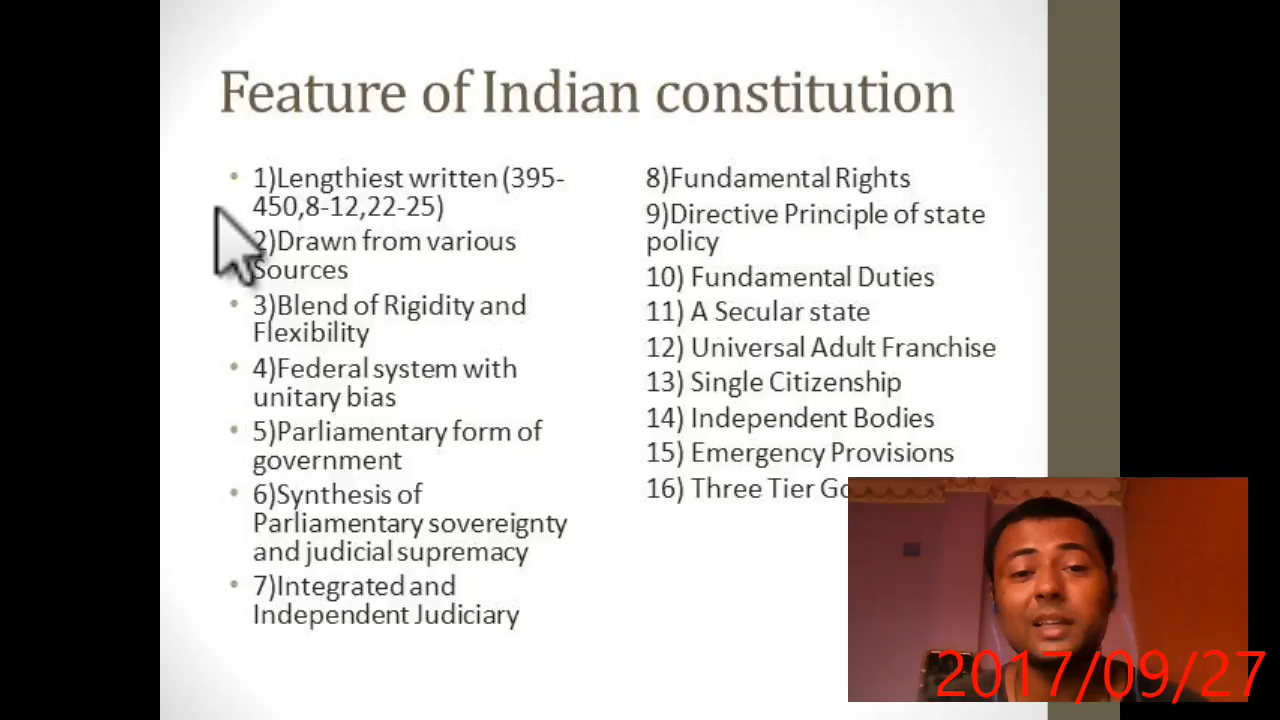 Feature of Indian constitution
• 1)Lengthiest written (395-
450,8-12,22-25)
2)Drawn from various
Sources
• 3)Blend of Rigidity and
Flexibility
• 4)Federal system with
unitary bias
• 5)Parliamentary form of
government
• 6)Synthesis of
Parliamentary sovereignty
and judicial supremacy
• 7)Integrated and
Independent Judiciary
8)Fundamental Rights
9)Directive Principle of state
policy
10) Fundamental Duties
11) A Secular state
12) Universal Adult Franchise
13) Single Citizenship
14) Independent Bodies
15) Emergency Provisions
16) Three Tier
2017/09/27